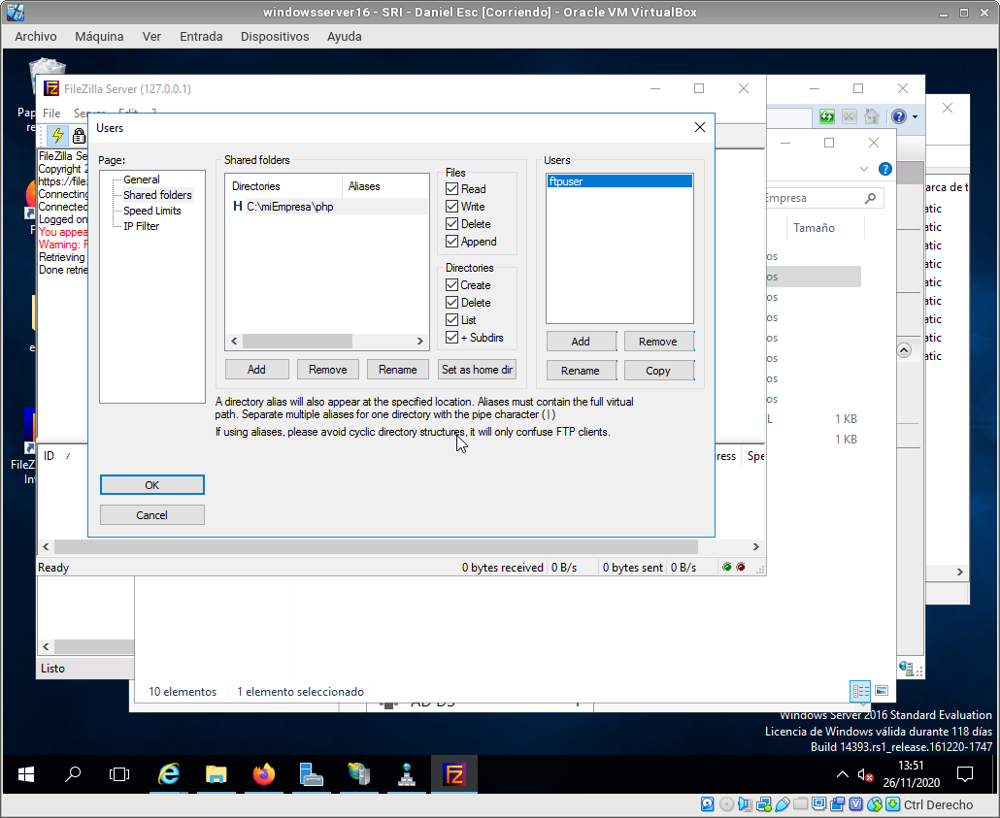 windowsserver16 - SRI - Daniel Esc [Corriendo] - Oracle VM VirtualBox
Archivo Máquina Ver Entrada Dispositivos Ayuda
FileZilla Server (127.0.0.1)
File Edit ?
Users
Page:
General
Shared folders
Speed Limits
IP Filter
Shared folders
Directories Aliases
H C:\miEmpresa\php
Files
Read
Write
Delete
Append
Directories
Create
Delete
List
+ Subdirs
Add Remove Rename Set as home dir
Users
ftpuser
Add Remove
Rename Copy
A directory alias will also appear at the specified location. Aliases must contain the full virtual
path. Separate multiple aliases for one directory with the pipe character (|)
If using aliases, please avoid cyclic directory structures, it will only confuse FTP clients.
OK
Cancel
FileZilla Se
Copyright 2
https://file
Connecting
Connected
Logged on
You appea
Warning: F
Retrieving
Done retrie
ID / ress Spe
Ready 0 bytes received 0 B/s 0 bytes sent 0 B/s
Empresa
Tamaño
os
os
os
os
os
os
os
os
L 1 KB
1 KB
arca de t
atic
atic
atic
atic
atic
atic
atic
atic
atic
Pap
re
F
e
FileZ
Int
Listo
10 elementos 1 elemento seleccionado
AD DS 1
Windows Server 2016 Standard Evaluation
Licencia de Windows válida durante 118 días
Build 14393.rs1_release.161220-1747
13:51
26/11/2020
Ctrl Derecho